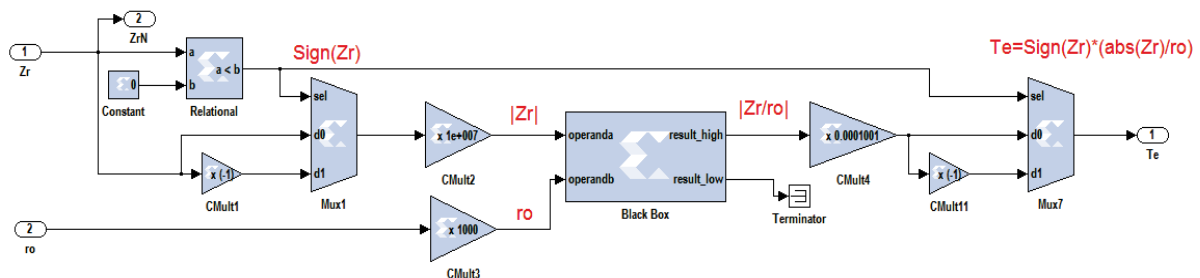 2
ZrN
1
Zr
a
b
a < b
Relational
0
Constant
Sign(Zr)
sel
d0
d1
Mux1
x (-1)
CMult1
|Zr|
x 1e+007
CMult2
2
ro
x 1000
CMult3
ro
operanda
operandb
result_high
result_low
Black Box
|Zr/ro|
Terminator
x 0.0001001
CMult4
x (-1)
CMult11
Te=Sign(Zr)*(abs(Zr)/ro)
sel
d0
d1
Mux7
1
Te